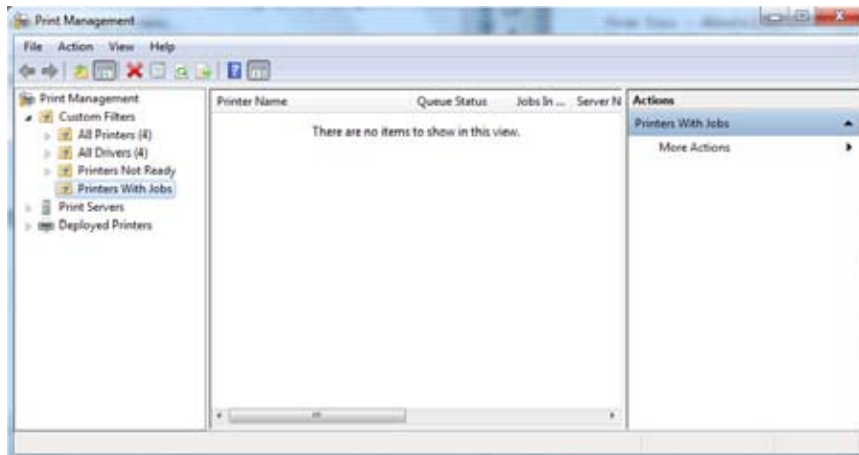 Print Management
File Action View Help
Print Management
Custom Filters
All Printers (4)
All Drivers (4)
Printers Not Ready
Printers With Jobs
Print Servers
Deployed Printers
Printer Name Queue Status Jobs In ... Server N
There are no items to show in this view.
Actions
Printers With Jobs
More Actions